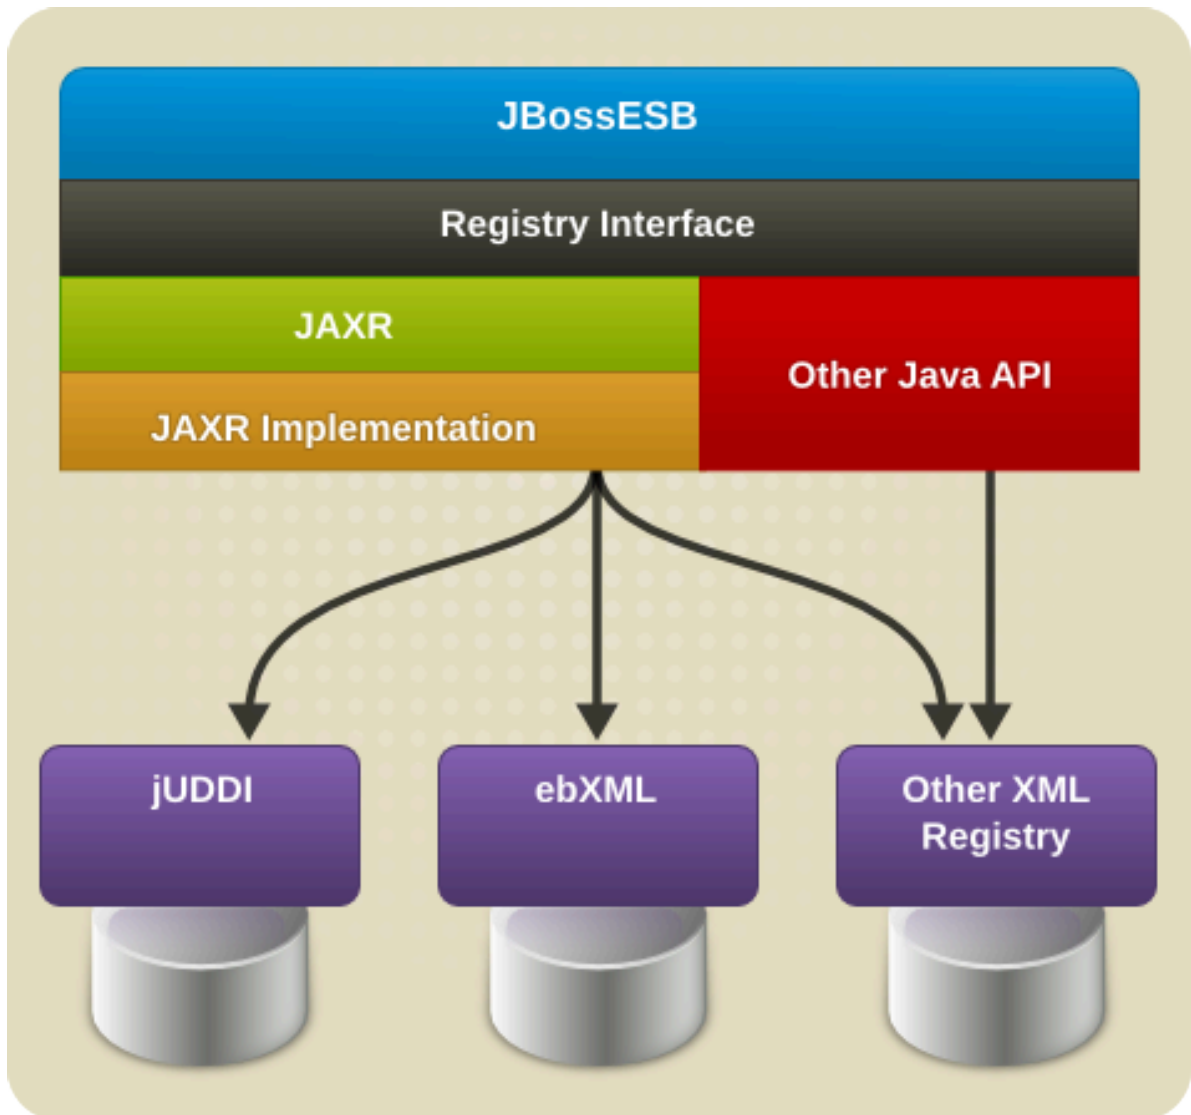 JBossESB
Registry Interface
JAXR
Other Java API
JAXR Implementation
jUDDI
ebXML
Other XML
Registry